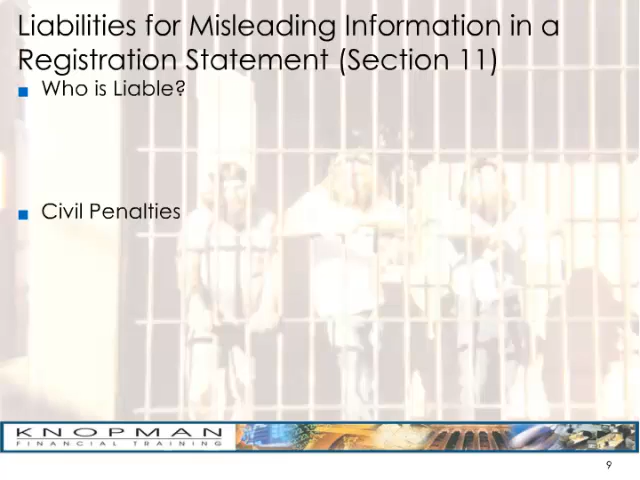 Liabilities for Misleading Information in a
Registration Statement (Section 11)
■ Who is Liable?
■ Civil Penalties
KNOPMAN
FINANCIAL TRAINING
9